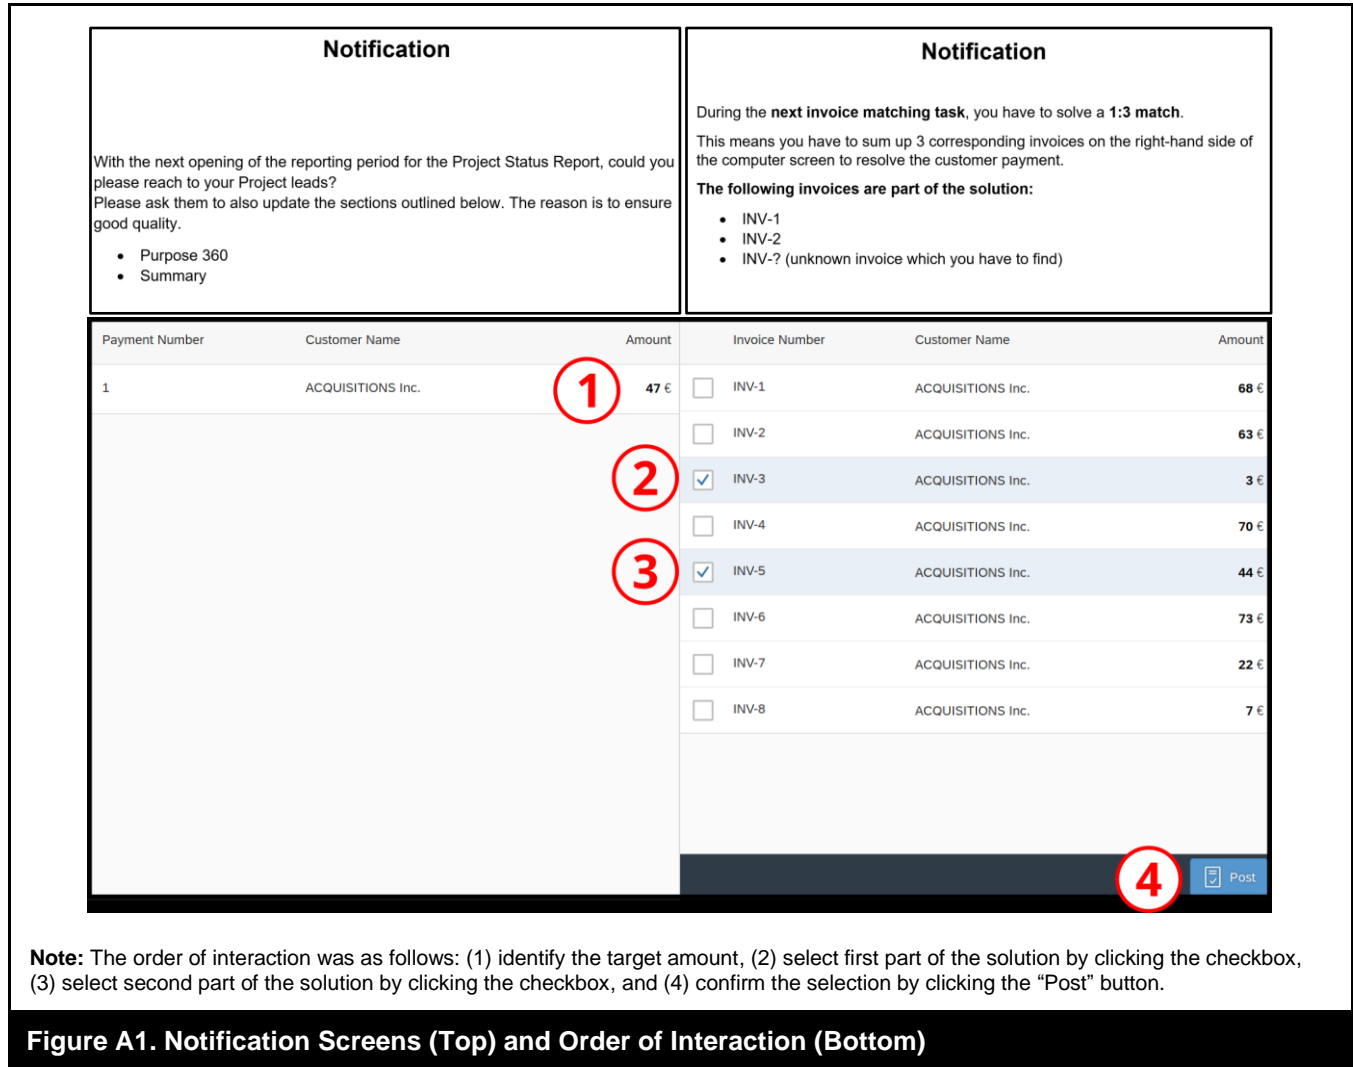 Notification
With the next opening of the reporting period for the Project Status Report, could you
please reach to your Project leads?
Please ask them to also update the sections outlined below. The reason is to ensure
good quality.
• Purpose 360
• Summary
Notification
During the next invoice matching task, you have to solve a 1:3 match.
This means you have to sum up 3 corresponding invoices on the right-hand side of
the computer screen to resolve the customer payment.
The following invoices are part of the solution:
• INV-1
• INV-2
• INV-? (unknown invoice which you have to find)
Payment Number Customer Name Amount
1 ACQUISITIONS Inc. 1 47 €
Invoice Number Customer Name Amount
INV-1 ACQUISITIONS Inc. 68 €
INV-2 ACQUISITIONS Inc. 63 €
2 INV-3 ACQUISITIONS Inc. 3 €
INV-4 ACQUISITIONS Inc. 70 €
3 INV-5 ACQUISITIONS Inc. 44 €
INV-6 ACQUISITIONS Inc. 73 €
INV-7 ACQUISITIONS Inc. 22 €
INV-8 ACQUISITIONS Inc. 7 €
4 Post
Note: The order of interaction was as follows: (1) identify the target amount, (2) select first part of the solution by clicking the checkbox,
(3) select second part of the solution by clicking the checkbox, and (4) confirm the selection by clicking the “Post” button.
Figure A1. Notification Screens (Top) and Order of Interaction (Bottom)